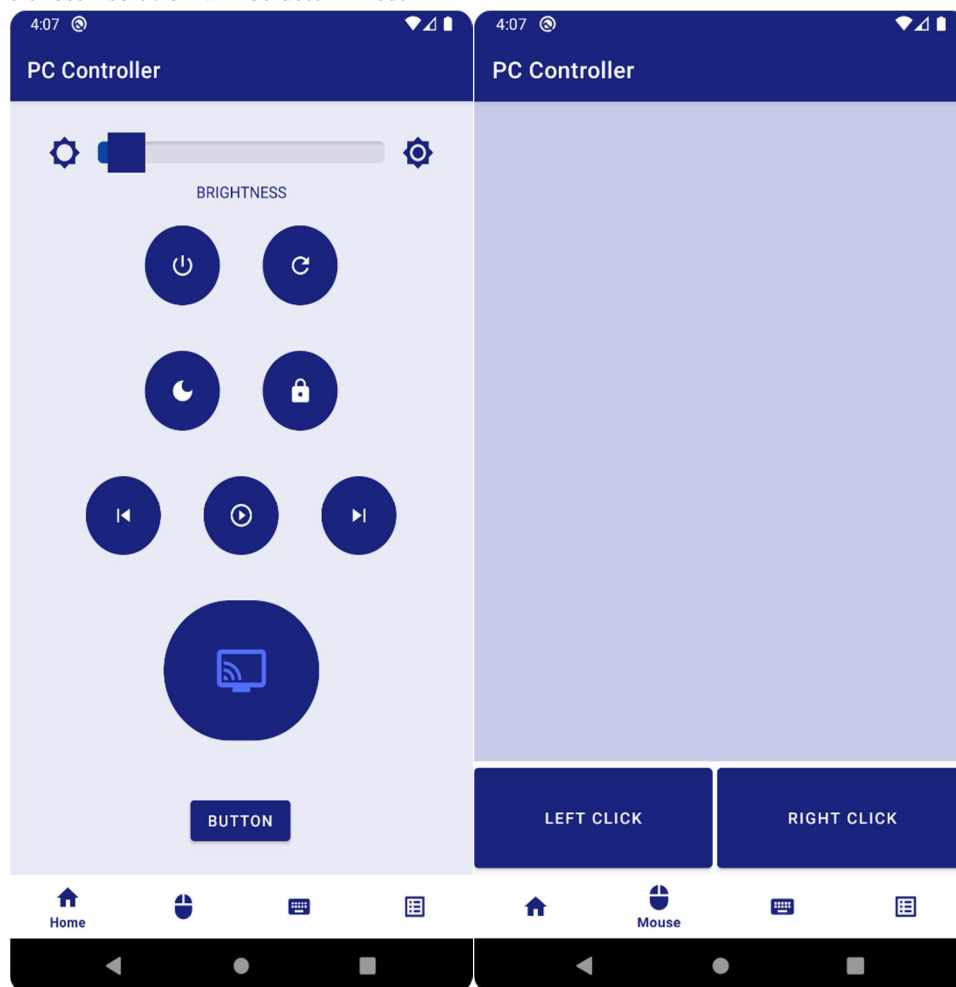 4:07
PC Controller
BRIGHTNESS
BUTTON
Home
4:07
PC Controller
LEFT CLICK
RIGHT CLICK
Mouse